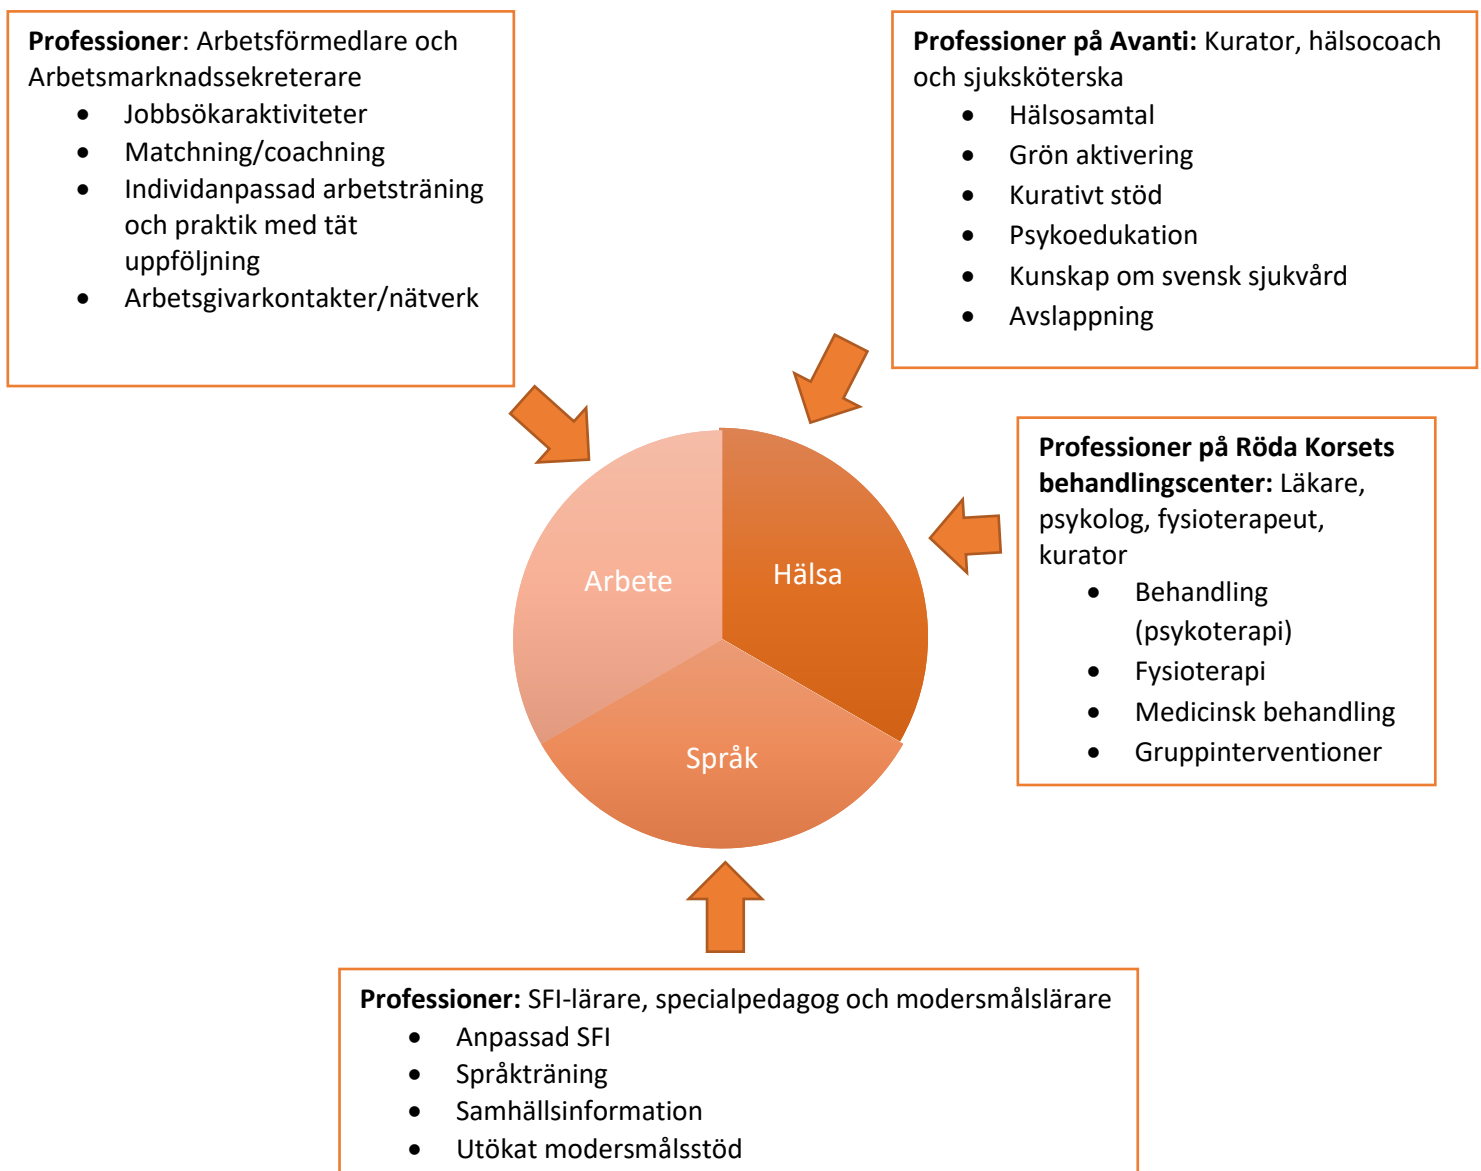 Professioner: Arbetsförmedlare och
Arbetsmarknadssekreterare
• Jobbsökaraktiviteter
• Matchning/coachning
• Individanpassad arbetsträning
och praktik med tät
uppföljning
• Arbetsgivarkontakter/nätverk
Professioner på Avanti: Kurator, hälsocoach
och sjuksköterska
• Hälsosamtal
• Grön aktivering
• Kurativt stöd
• Psykoedukation
• Kunskap om svensk sjukvård
• Avslappning
Professioner på Röda Korsets
behandlingscenter: Läkare,
psykolog, fysioterapeut,
kurator
• Behandling
(psykoterapi)
• Fysioterapi
• Medicinsk behandling
• Gruppinterventioner
Arbete
Hälsa
Språk
Professioner: SFI-lärare, specialpedagog och modersmålslärare
• Anpassad SFI
• Språkträning
• Samhällsinformation
• Utökat modersmålsstöd